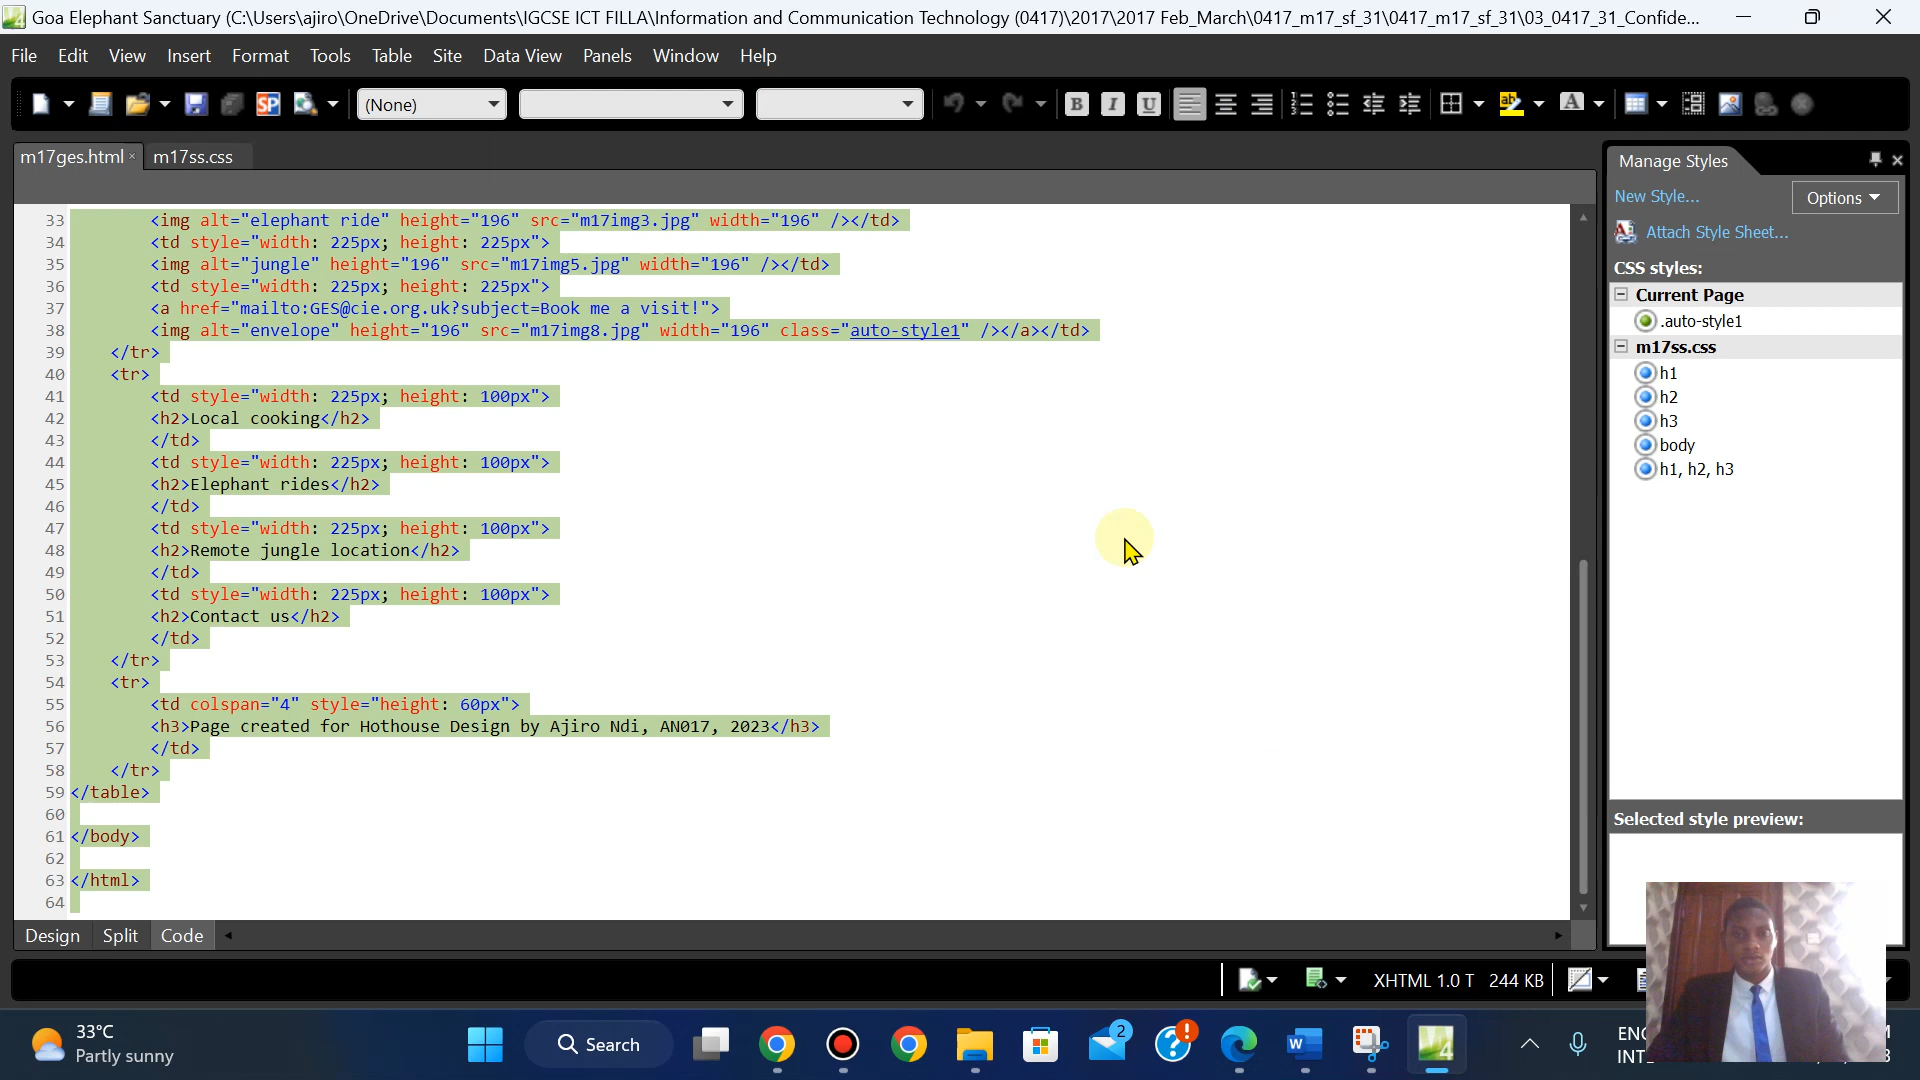 Goa Elephant Sanctuary (C:\Users\ajiro\OneDrive\Documents\IGCSE ICT FILLA\Information and Communication Technology (0417)\2017\2017 Feb_March\0417_m17_sf_31\0417_m17_sf_31\03_0417_31_Confide...
File Edit View Insert Format Tools Table Site Data View Panels Window Help
(None)
m17ges.html × m17ss.css
33 <img alt="elephant ride" height="196" src="m17img3.jpg" width="196" /></td>
34 <td style="width: 225px; height: 225px">
35 <img alt="jungle" height="196" src="m17img5.jpg" width="196" /></td>
36 <td style="width: 225px; height: 225px">
37 <a href="mailto:GES@cie.org.uk?subject=Book me a visit!">
38 <img alt="envelope" height="196" src="m17img8.jpg" width="196" class="auto-style1" /></a></td>
39 </tr>
40 <tr>
41 <td style="width: 225px; height: 100px">
42 <h2>Local cooking</h2>
43 </td>
44 <td style="width: 225px; height: 100px">
45 <h2>Elephant rides</h2>
46 </td>
47 <td style="width: 225px; height: 100px">
48 <h2>Remote jungle location</h2>
49 </td>
50 <td style="width: 225px; height: 100px">
51 <h2>Contact us</h2>
52 </td>
53 </tr>
54 <tr>
55 <td colspan="4" style="height: 60px">
56 <h3>Page created for Hothouse Design by Ajiro Ndi, AN017, 2023</h3>
57 </td>
58 </tr>
59 </table>
60
61 </body>
62
63 </html>
64
Design Split Code
Manage Styles
New Style...
Options
Attach Style Sheet...
CSS styles:
Current Page
.auto-style1
m17ss.css
h1
h2
h3
body
h1, h2, h3
Selected style preview:
XHTML 1.0 T 244 KB
33°C
Partly sunny
Search
2
ENG